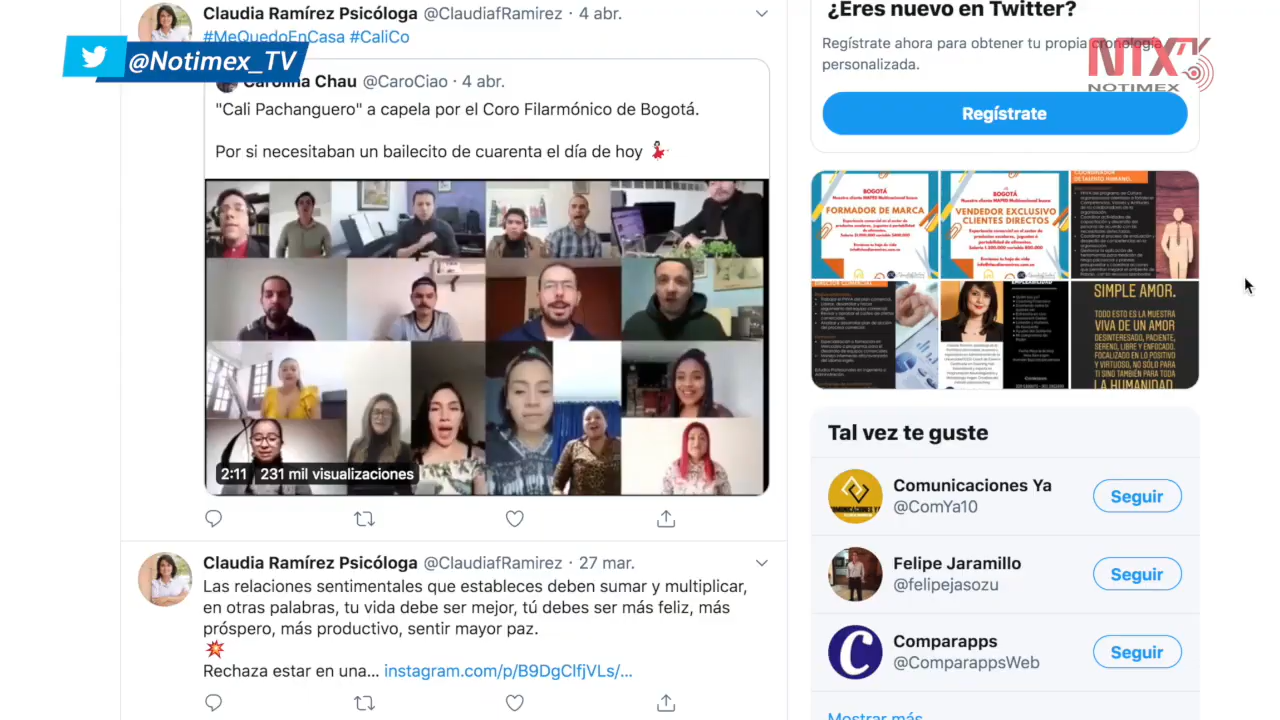 Claudia Ramírez Psicóloga @ClaudiafRamirez · 4 abr.
#MeQuedoEnCasa #CaliCo
@Notimex_TV
Carolina Chau @CaroCiao · 4 abr.
"Cali Pachanguero" a capela por el Coro Filarmónico de Bogotá.
Por si necesitaban un bailecito de cuarenta el día de hoy
2:11 231 mil visualizaciones
Claudia Ramírez Psicóloga @ClaudiafRamirez · 27 mar.
Las relaciones sentimentales que estableces deben sumar y multiplicar,
en otras palabras, tu vida debe ser mejor, tú debes ser más feliz, más
próspero, más productivo, sentir mayor paz.
Rechaza estar en una... instagram.com/p/B9DgClfjVLs/...
¿Eres nuevo en Twitter?
Regístrate ahora para obtener tu propia cronología
personalizada.
NTX
NOTIMEX
Regístrate
BOGOTÁ
FORMADOR DE MARCA
BOGOTÁ
VENDEDOR EXCLUSIVO
CLIENTES DIRECTOS
COORDINADOR
DE TALENTO HUMANO.
DIRECTOR COMERCIAL
SIMPLE AMOR.
TODO ESTO ES LA MUESTRA
VIVA DE UN AMOR
DESINTERESADO, PACIENTE,
SERENO, LIBRE Y ENFOCADO.
FOCALIZADO EN LO POSITIVO
Y VIRTUOSO, NO SÓLO PARA
TI SINO TAMBIÉN PARA TODA
LA HUMANIDAD
Tal vez te guste
Comunicaciones Ya
@ComYa10
Seguir
Felipe Jaramillo
@felipejasozu
Seguir
Comparapps
@ComparappsWeb
Seguir
Mostrar más